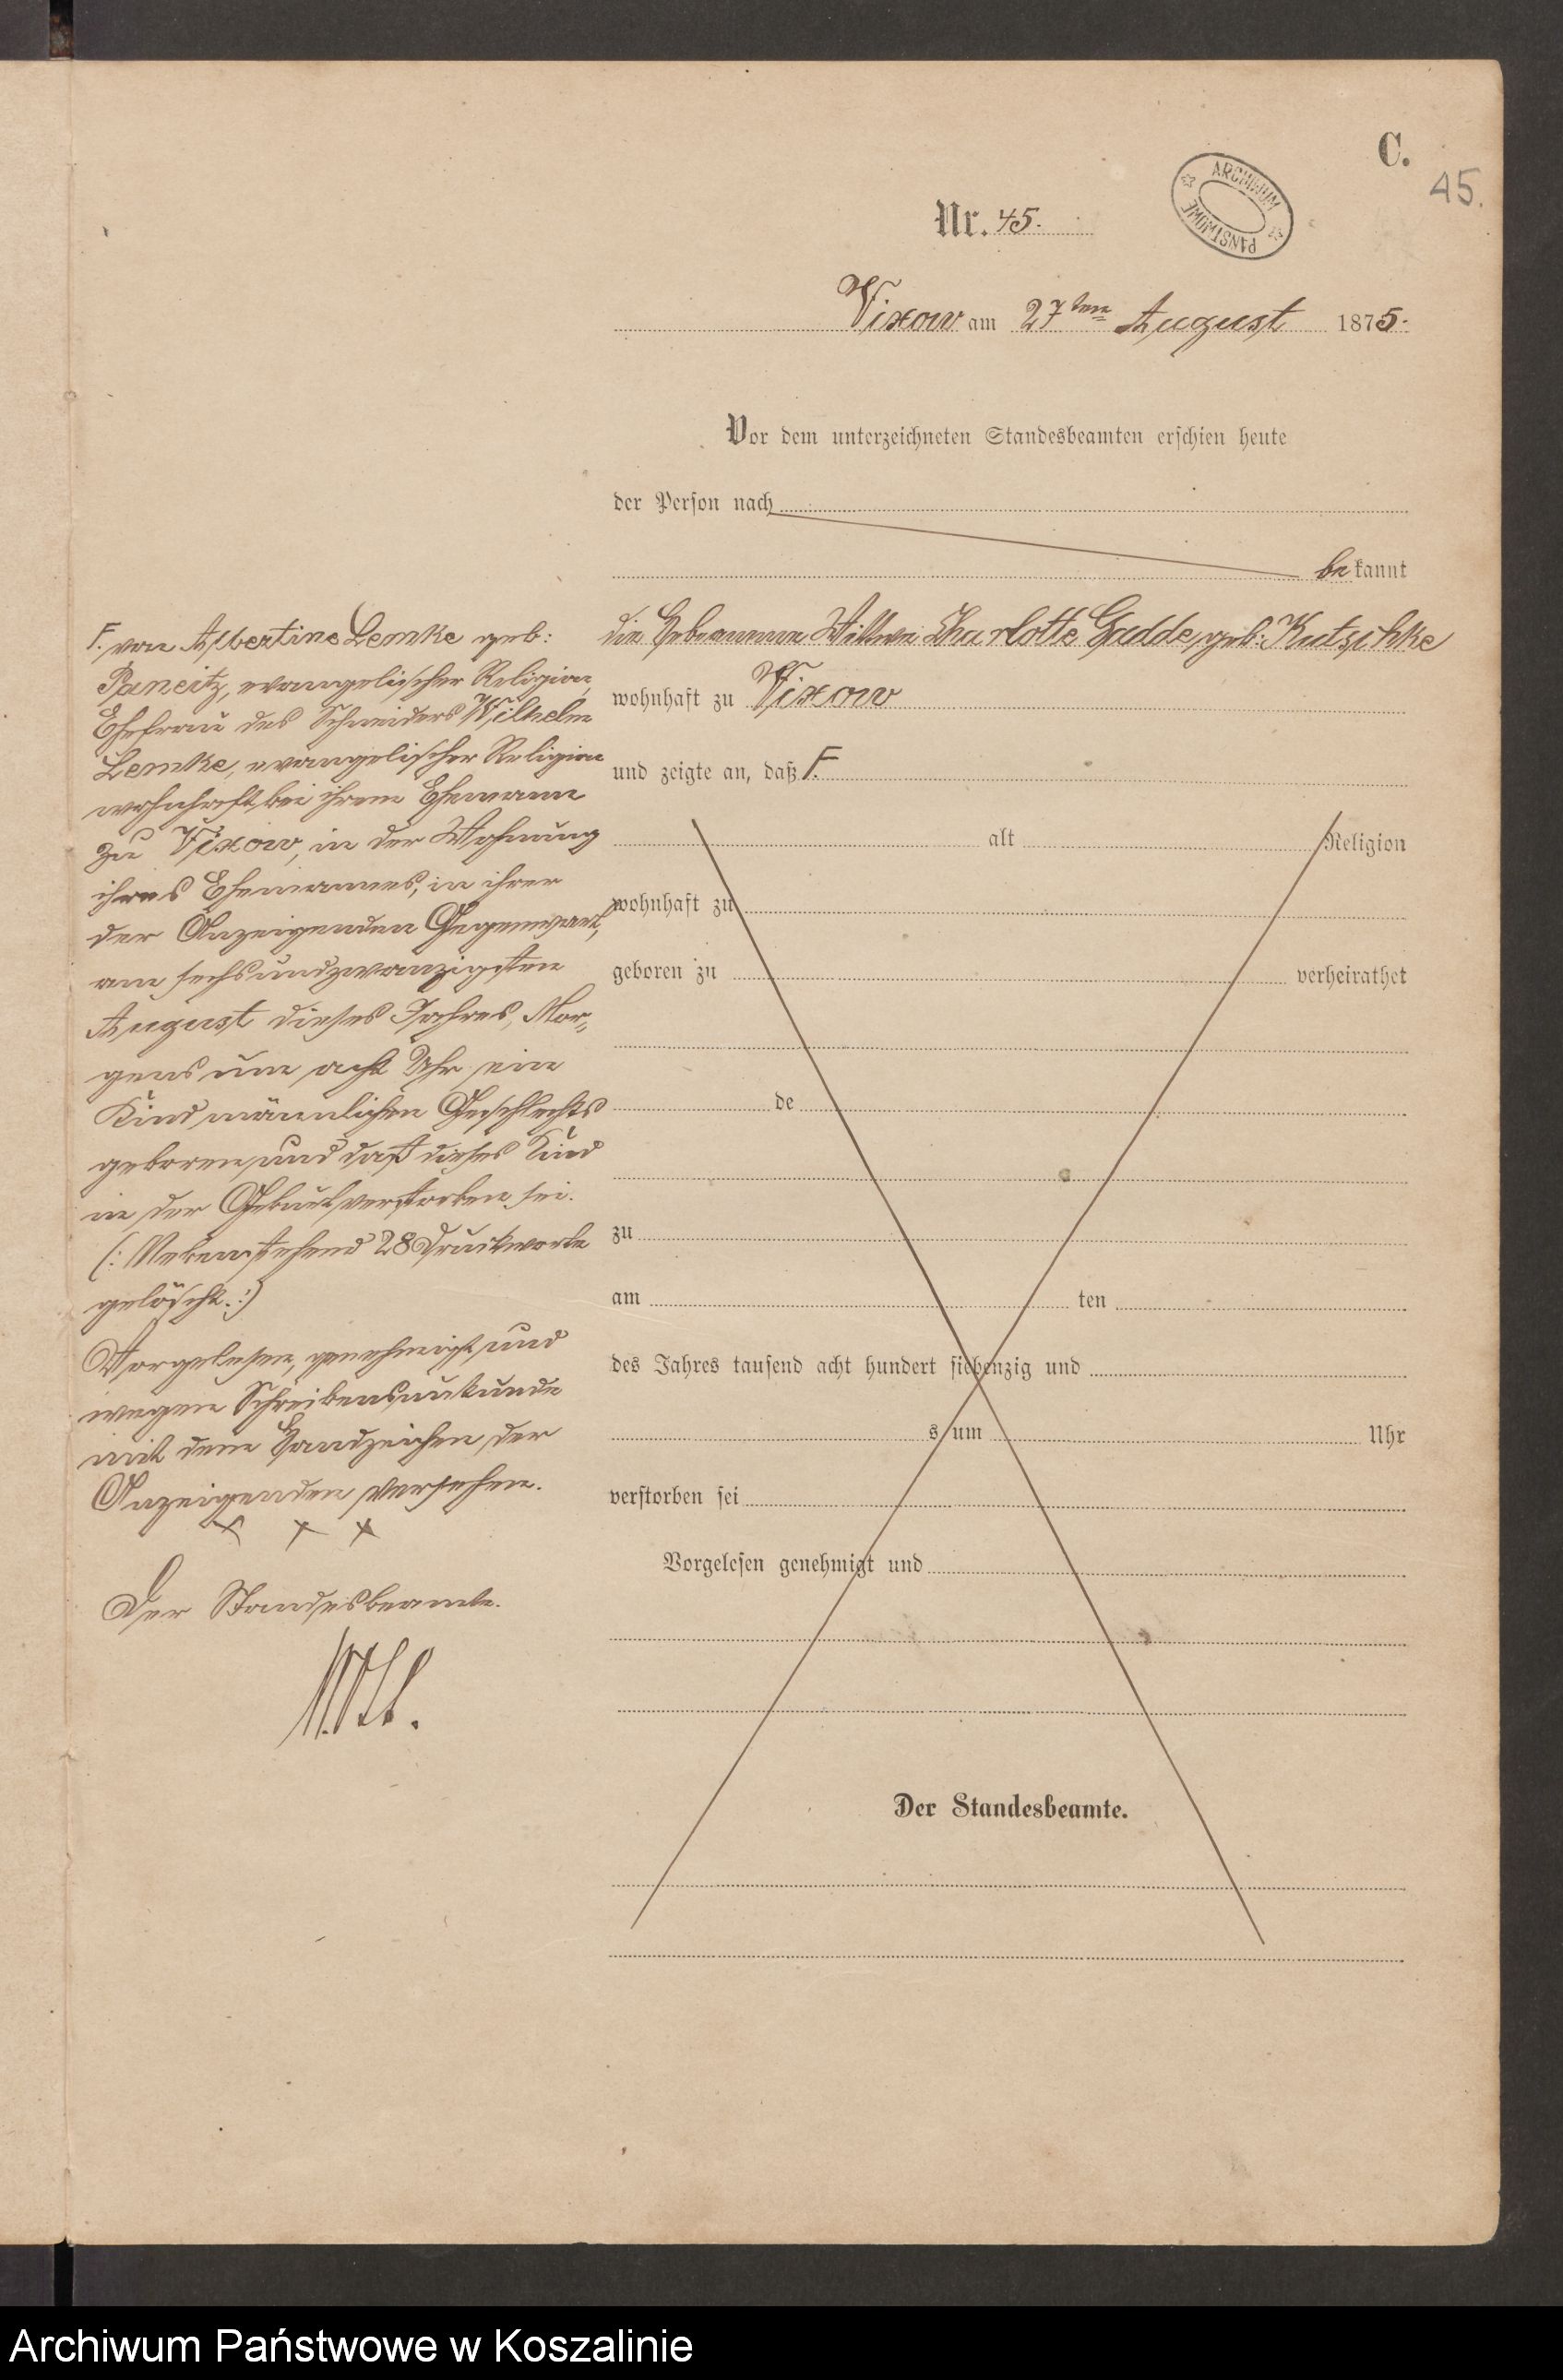 C.
45.
ARCHIWUM PAŃSTWOWE
Nr. 45.
Vixow am 27ten August 1875.
Vor dem unterzeichneten Standesbeamten erschien heute
der Person nach
bekannt
die Hebeamme Wittwe Charlotte Gadde, geb: Kutschke
wohnhaft zu Vixow
und zeigte an, daß F.
alt Religion
wohnhaft zu
geboren zu verheirathet
de
zu
am ten
des Jahres tausend acht hundert siebenzig und
s um Uhr
verstorben sei
Vorgelesen genehmigt und
Der Standesbeamte.
F. von Albertine Lemke geb:
Paneitz, evangelischer Religion,
Ehefrau des Schneiders Wilhelm
Lemke, evangelischer Religion
wohnhaft bei ihrem Ehemann
zu Vixow, in der Wohnung
ihres Ehemannes, in ihrer
der Anzeigenden Gegenwart,
am sechsundzwanzigsten
August dieses Jahres, Mor-
gens um acht Uhr ein
Kind männlichen Geschlechts
geboren, und daß dieses Kind
in der Geburt verstorben sei.
(: Nebenstehend 28 Druckworte
gelöscht. :)
Vorgelesen, genehmigt und
wegen Schreibensunkunde
mit dem Handzeichen der
Anzeigenden versehen.
x x x
Der Standesbeamte.
Archiwum Państwowe w Koszalinie